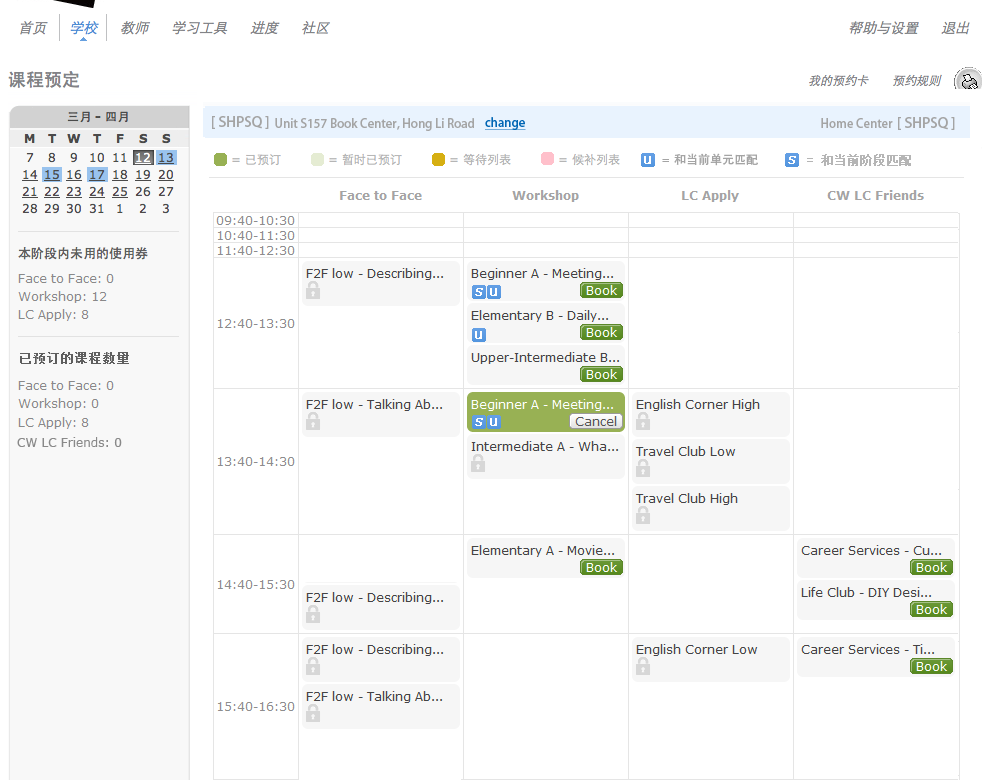 首页 学校 教师 学习工具 进度 社区 帮助与设置 退出
课程预定 我的预约卡 预约规则
三月 - 四月
M T W T F S S
7 8 9 10 11 12 13
14 15 16 17 18 19 20
21 22 23 24 25 26 27
28 29 30 31 1 2 3
本阶段内未用的使用券
Face to Face: 0
Workshop: 12
LC Apply: 8
已预订的课程数量
Face to Face: 0
Workshop: 0
LC Apply: 8
CW LC Friends: 0
[ SHPSQ ] Unit S157 Book Center, Hong Li Road change Home Center [ SHPSQ ]
= 已预订 = 暂时已预订 = 等待列表 = 候补列表 U = 和当前单元匹配 S = 和当前阶段匹配
Face to Face Workshop LC Apply CW LC Friends
09:40-10:30
10:40-11:30
11:40-12:30
12:40-13:30
F2F low - Describing...
Beginner A - Meeting...
S U Book
Elementary B - Daily...
U Book
Upper-Intermediate B...
Book
13:40-14:30
F2F low - Talking Ab...
Beginner A - Meeting...
S U Cancel
Intermediate A - Wha...
English Corner High
Travel Club Low
Travel Club High
14:40-15:30
F2F low - Describing...
Elementary A - Movie...
Book
Career Services - Cu...
Book
Life Club - DIY Desi...
Book
15:40-16:30
F2F low - Describing...
F2F low - Talking Ab...
English Corner Low
Career Services - Ti...
Book